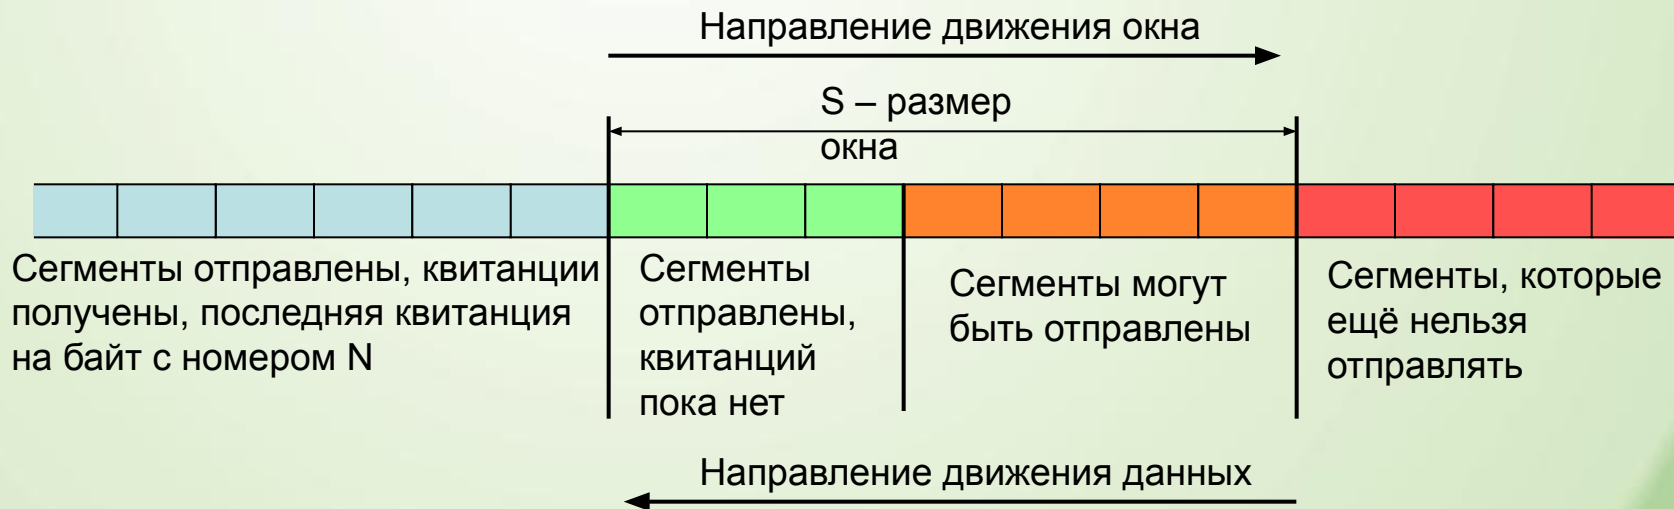 Направление движения окна
S – размер
окна
Сегменты отправлены, квитанции
получены, последняя квитанция
на байт с номером N
Сегменты
отправлены,
квитанций
пока нет
Сегменты могут
быть отправлены
Сегменты, которые
ещё нельзя
отправлять
Направление движения данных